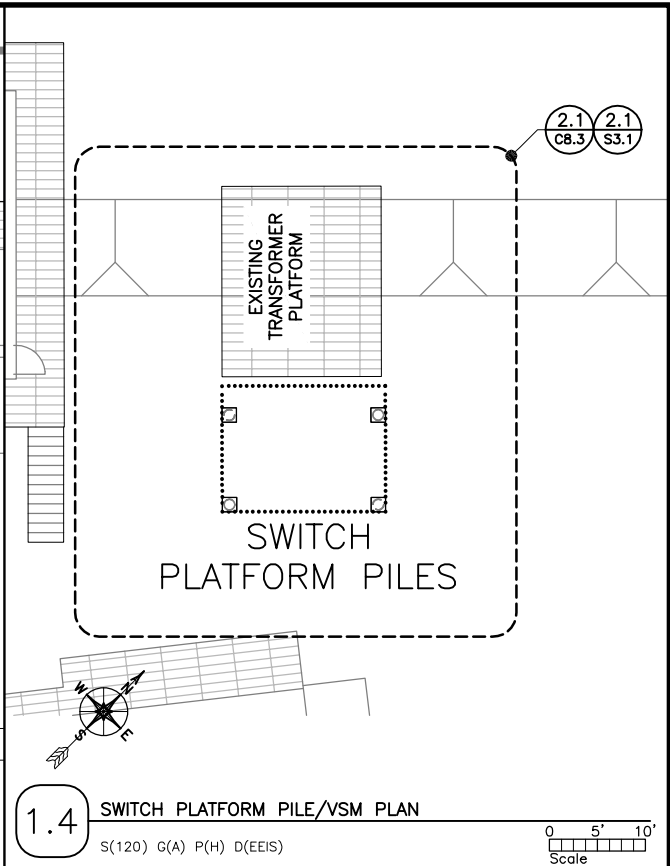 2.1 2.1
C8.3 S3.1
EXISTING
TRANSFORMER
PLATFORM
SWITCH
PLATFORM PILES
W N
S E
1.4 SWITCH PLATFORM PILE/VSM PLAN
S(120) G(A) P(H) D(EEIS)
0 5' 10'
Scale